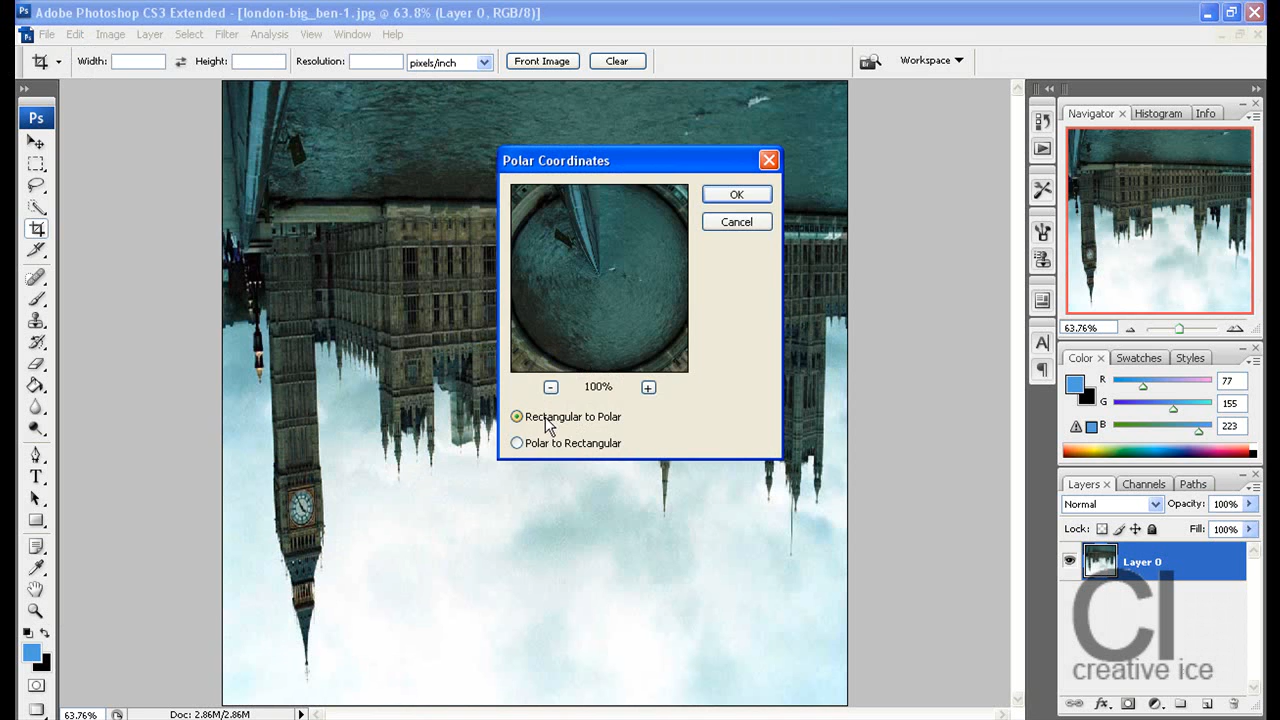 Adobe Photoshop CS3 Extended - [london-big_ben-1.jpg @ 63.8% (Layer 0, RGB/8)]
File Edit Image Layer Select Filter Analysis View Window Help
Width: Height: Resolution: pixels/inch Front Image Clear Workspace
Ps
Navigator Histogram Info
Polar Coordinates
OK
Cancel
63.76%
100%
Rectangular to Polar
Polar to Rectangular
Color Swatches Styles
R 77
G 155
B 223
Layers Channels Paths
Normal Opacity: 100%
Lock: Fill: 100%
Layer 0
CI
creative ice
63.76% Doc: 2.86M/2.86M